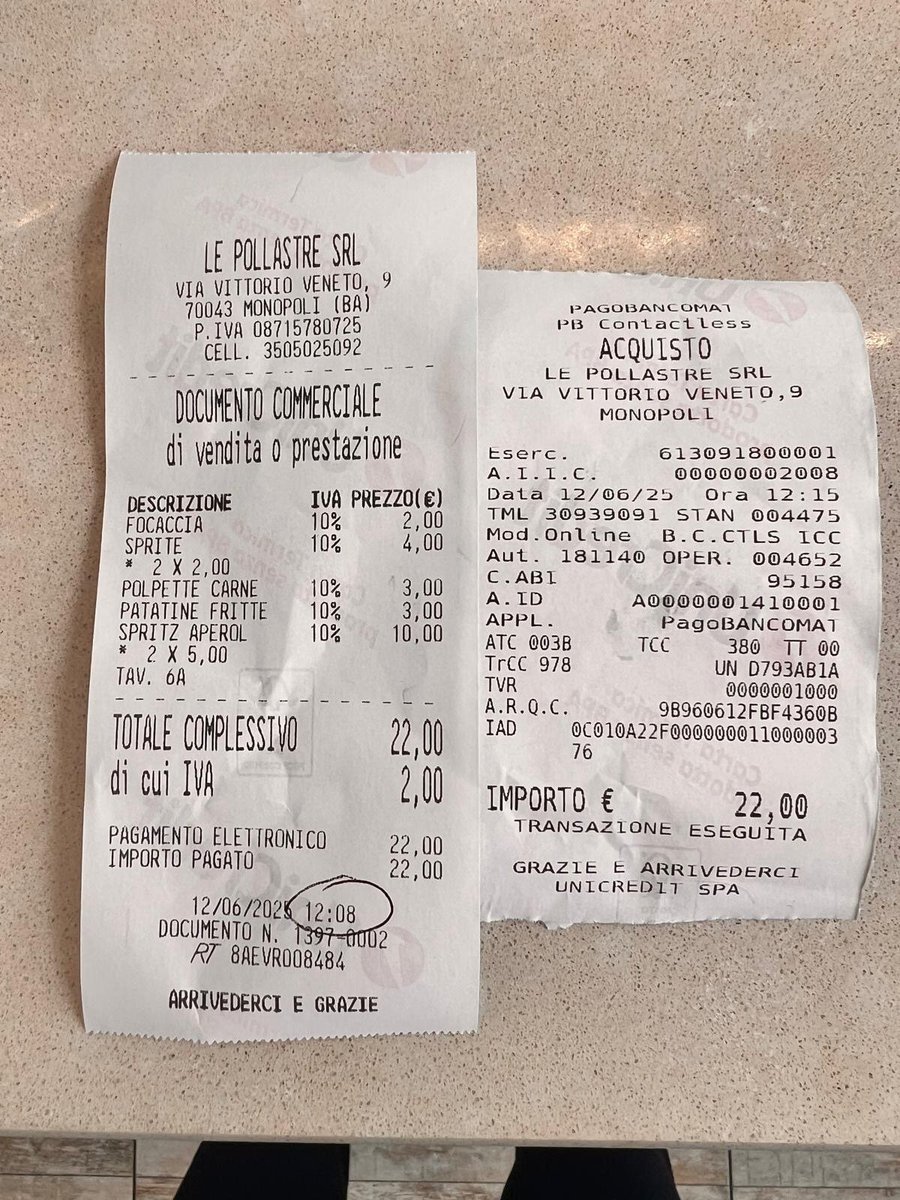 LE POLLASTRE SRL
VIA VITTORIO VENETO, 9
70043 MONOPOLI (BA)
P.IVA 08715780725
CELL. 3505025092
DOCUMENTO COMMERCIALE
di vendita o prestazione
DESCRIZIONE IVA PREZZO(€)
FOCACCIA 10% 2,00
SPRITE 10% 4,00
* 2 X 2,00
POLPETTE CARNE 10% 3,00
PATATINE FRITTE 10% 3,00
SPRITZ APEROL 10% 10,00
* 2 X 5,00
TAV. 6A
TOTALE COMPLESSIVO 22,00
di cui IVA 2,00
PAGAMENTO ELETTRONICO 22,00
IMPORTO PAGATO 22,00
12/06/2025 12:08
DOCUMENTO N. 1397-0002
RT 8AEVR008484
ARRIVEDERCI E GRAZIE
PAGOBANCOMAT
PB Contactless
ACQUISTO
LE POLLASTRE SRL
VIA VITTORIO VENETO,9
MONOPOLI
Eserc. 613091800001
A.I.I.C. 00000002008
Data 12/06/25 Ora 12:15
TML 30939091 STAN 004475
Mod.Online B.C.CTLS ICC
Aut. 181140 OPER. 004652
C.ABI 95158
A.ID A0000001410001
APPL. PagoBANCOMAT
ATC 003B TCC 380 TT 00
TrCC 978 UN D793AB1A
TVR 0000001000
A.R.Q.C. 9B960612FBF4360B
IAD 0C010A22F000000011000003
76
IMPORTO € 22,00
TRANSAZIONE ESEGUITA
GRAZIE E ARRIVEDERCI
UNICREDIT SPA